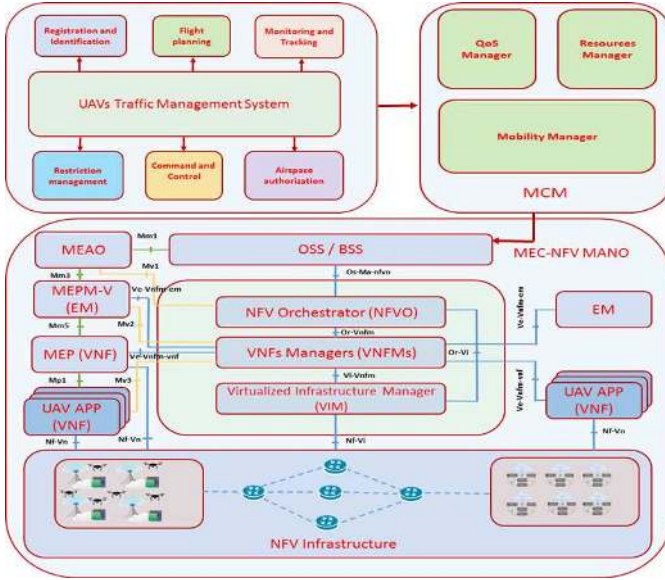 Registration and
Identification
Flight
planning
Monitoring and
Tracking
UAVs Traffic Management System
Restriction
management
Command and
Control
Airspace
authorization
QoS
Manager
Resources
Manager
Mobility Manager
MCM
MEC-NFV MANO
MEAO
Mm1
OSS / BSS
Mm3
Mv1
Os-Ma-nfvo
MEPM-V
(EM)
Ve-Vnfm-em
NFV Orchestrator (NFVO)
Ve-Vnfm-em
EM
Mm5
Mv2
Or-Vnfm
MEP (VNF)
Ve-Vnfm-vnf
VNFs Managers (VNFMs)
Or-Vi
Mp1
Mv3
Vi-Vnfm
Ve-Vnfm-vnf
UAV APP
(VNF)
Virtualized Infrastructure Manager
(VIM)
UAV APP
(VNF)
Nf-Vn
Nf-Vn
Nf-Vi
Nf-Vn
NFV Infrastructure